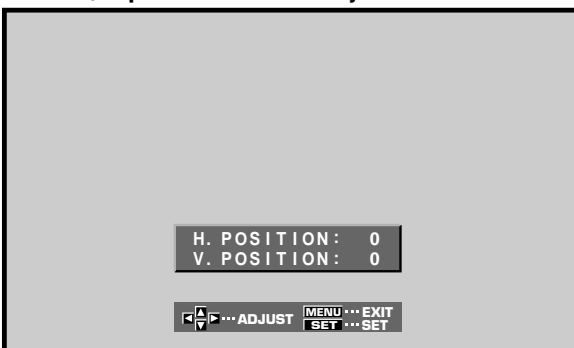 H. POSITION: 0
V. POSITION: 0
◀▲▼▶ ··· ADJUST MENU ··· EXIT
SET ··· SET